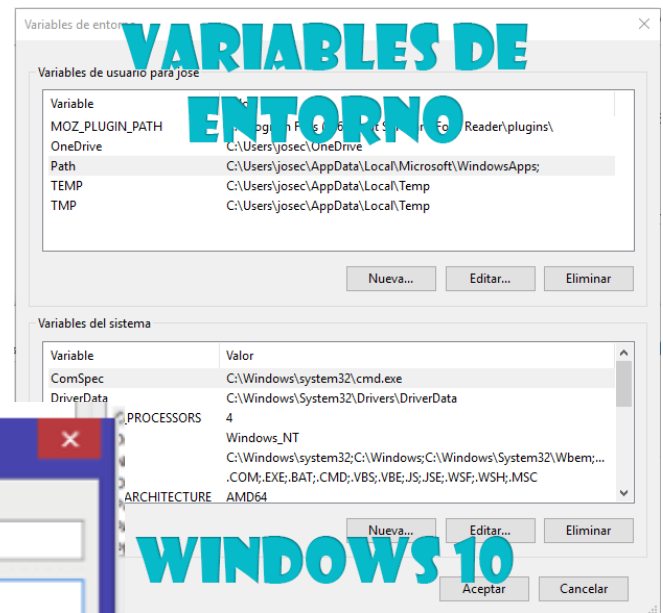 Variables de entorno
VARIABLES DE
ENTORNO
Variables de usuario para jose
Variable
MOZ_PLUGIN_PATH Reader\plugins\
OneDrive C:\Users\josec\OneDrive
Path C:\Users\josec\AppData\Local\Microsoft\WindowsApps;
TEMP C:\Users\josec\AppData\Local\Temp
TMP C:\Users\josec\AppData\Local\Temp
Nueva... Editar... Eliminar
Variables del sistema
Variable Valor
ComSpec C:\Windows\system32\cmd.exe
DriverData C:\Windows\System32\Drivers\DriverData
_PROCESSORS 4
Windows_NT
C:\Windows\system32;C:\Windows;C:\Windows\System32\Wbem;...
.COM;.EXE;.BAT;.CMD;.VBS;.VBE;.JS;.JSE;.WSF;.WSH;.MSC
ARCHITECTURE AMD64
Nueva... Editar... Eliminar
WINDOWS 10
Aceptar Cancelar